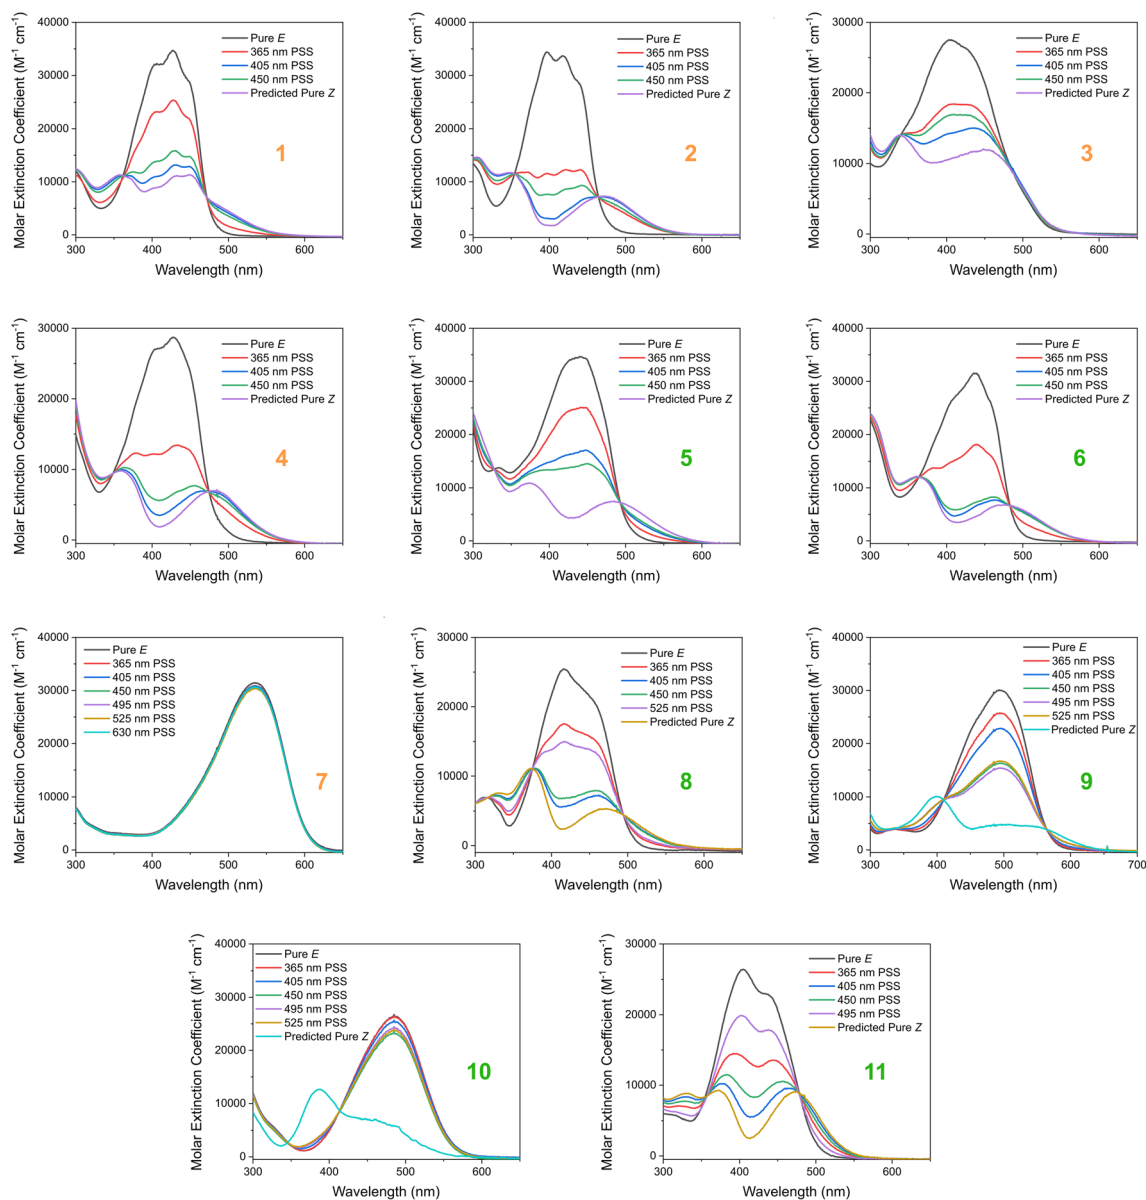 Molar Extinction Coefficient (M⁻¹ cm⁻¹)
40000
30000
20000
10000
0
300 400 500 600
Wavelength (nm)
Pure E
365 nm PSS
405 nm PSS
450 nm PSS
Predicted Pure Z
1
Molar Extinction Coefficient (M⁻¹ cm⁻¹)
40000
30000
20000
10000
0
300 400 500 600
Wavelength (nm)
Pure E
365 nm PSS
405 nm PSS
450 nm PSS
Predicted Pure Z
2
Molar Extinction Coefficient (M⁻¹ cm⁻¹)
30000
20000
10000
0
300 400 500 600
Wavelength (nm)
Pure E
365 nm PSS
405 nm PSS
450 nm PSS
Predicted Pure Z
3
Molar Extinction Coefficient (M⁻¹ cm⁻¹)
30000
20000
10000
0
300 400 500 600
Wavelength (nm)
Pure E
365 nm PSS
405 nm PSS
450 nm PSS
Predicted Pure Z
4
Molar Extinction Coefficient (M⁻¹ cm⁻¹)
40000
30000
20000
10000
0
300 400 500 600
Wavelength (nm)
Pure E
365 nm PSS
405 nm PSS
450 nm PSS
Predicted Pure Z
5
Molar Extinction Coefficient (M⁻¹ cm⁻¹)
40000
30000
20000
10000
0
300 400 500 600
Wavelength (nm)
Pure E
365 nm PSS
405 nm PSS
450 nm PSS
Predicted Pure Z
6
Molar Extinction Coefficient (M⁻¹ cm⁻¹)
40000
30000
20000
10000
0
300 400 500 600
Wavelength (nm)
Pure E
365 nm PSS
405 nm PSS
450 nm PSS
495 nm PSS
525 nm PSS
630 nm PSS
7
Molar Extinction Coefficient (M⁻¹ cm⁻¹)
30000
20000
10000
0
300 400 500 600
Wavelength (nm)
Pure E
365 nm PSS
405 nm PSS
450 nm PSS
525 nm PSS
Predicted Pure Z
8
Molar Extinction Coefficient (M⁻¹ cm⁻¹)
40000
30000
20000
10000
0
300 400 500 600 700
Wavelength (nm)
Pure E
365 nm PSS
405 nm PSS
450 nm PSS
495 nm PSS
525 nm PSS
Predicted Pure Z
9
Molar Extinction Coefficient (M⁻¹ cm⁻¹)
40000
30000
20000
10000
0
300 400 500 600
Wavelength (nm)
Pure E
365 nm PSS
405 nm PSS
450 nm PSS
495 nm PSS
525 nm PSS
Predicted Pure Z
10
Molar Extinction Coefficient (M⁻¹ cm⁻¹)
30000
20000
10000
0
300 400 500 600
Wavelength (nm)
Pure E
365 nm PSS
405 nm PSS
450 nm PSS
495 nm PSS
Predicted Pure Z
11